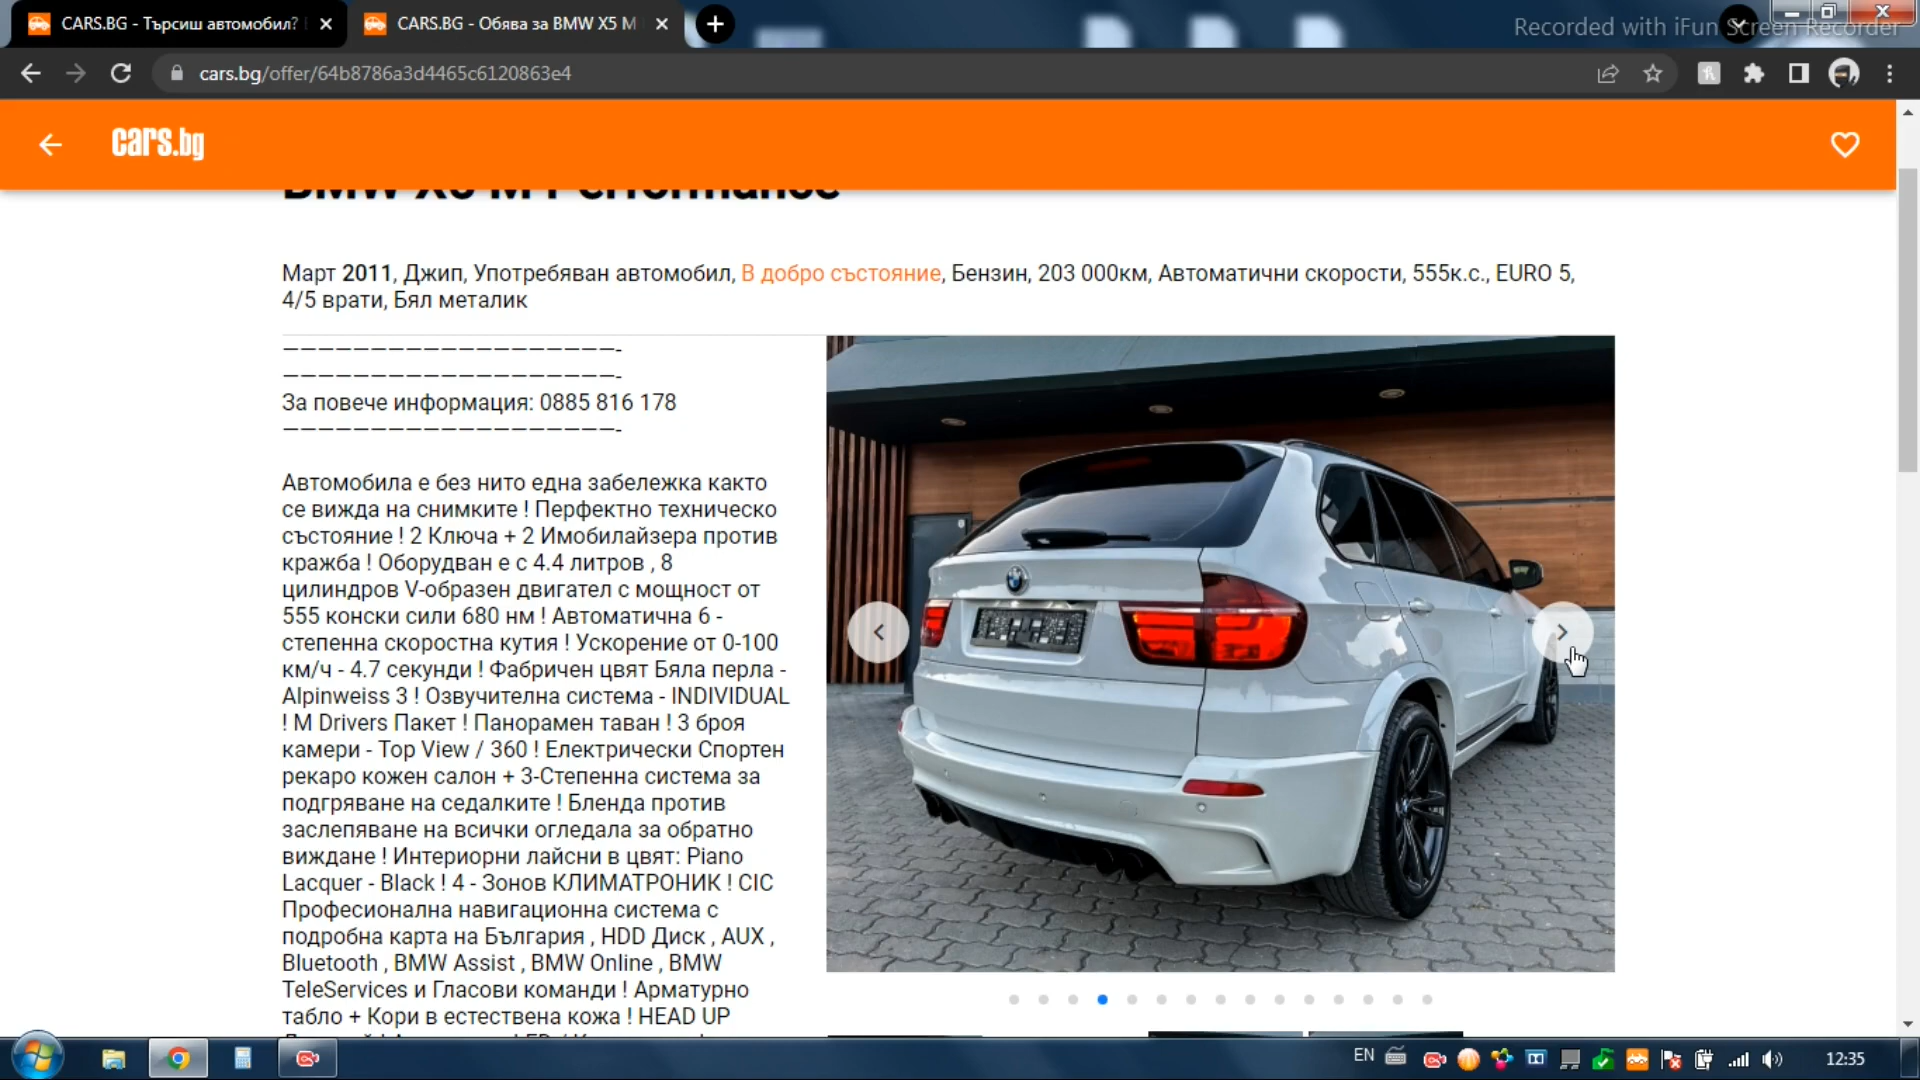 CARS.BG - Търсиш автомобил?
CARS.BG - Обява за BMW X5 M
Recorded with iFun Screen Recorder
cars.bg/offer/64b8786a3d4465c6120863e4
cars.bg
BMW X5 M Performance
Март 2011, Джип, Употребяван автомобил, В добро състояние, Бензин, 203 000км, Автоматични скорости, 555к.с., EURO 5,
4/5 врати, Бял металик
———————————————————-
———————————————————-
За повече информация: 0885 816 178
———————————————————-
Автомобила е без нито една забележка както
се вижда на снимките ! Перфектно техническо
състояние ! 2 Ключа + 2 Имобилайзера против
кражба ! Оборудван е с 4.4 литров , 8
цилиндров V-образен двигател с мощност от
555 конски сили 680 нм ! Автоматична 6 -
степенна скоростна кутия ! Ускорение от 0-100
км/ч - 4.7 секунди ! Фабричен цвят Бяла перла -
Alpinweiss 3 ! Озвучителна система - INDIVIDUAL
! M Drivers Пакет ! Панорамен таван ! 3 броя
камери - Top View / 360 ! Електрически Спортен
рекаро кожен салон + 3-Степенна система за
подгряване на седалките ! Бленда против
заслепяване на всички огледала за обратно
виждане ! Интериорни лайсни в цвят: Piano
Lacquer - Black ! 4 - Зонов КЛИМАТРОНИК ! CIC
Професионална навигационна система с
подробна карта на България , HDD Диск , AUX ,
Bluetooth , BMW Assist , BMW Online , BMW
TeleServices и Гласови команди ! Арматурно
табло + Кори в естествена кожа ! HEAD UP
EN
12:35